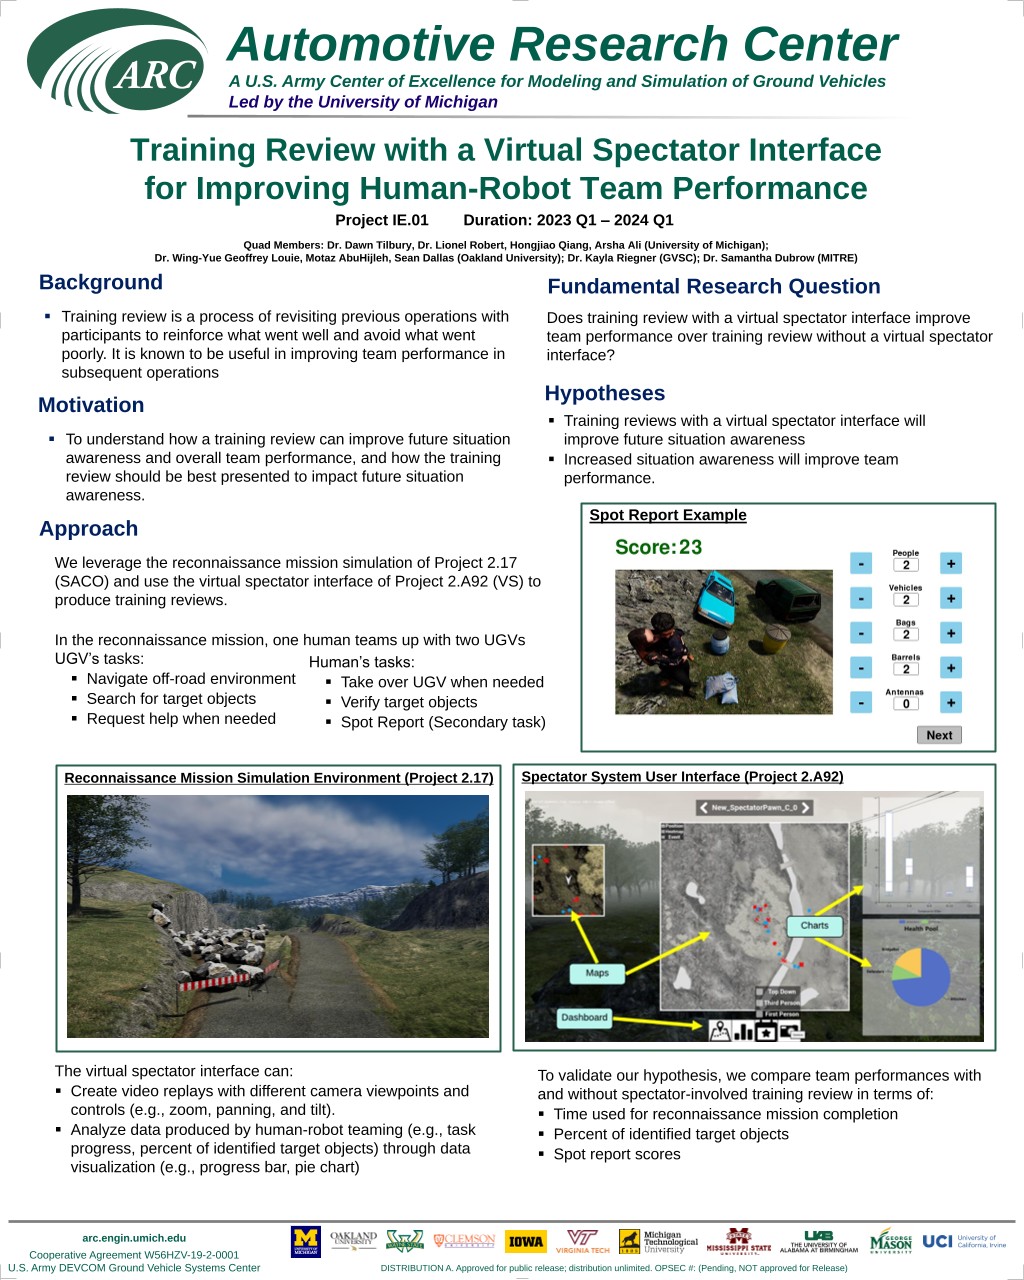 ARC
Automotive Research Center
A U.S. Army Center of Excellence for Modeling and Simulation of Ground Vehicles
Led by the University of Michigan
Training Review with a Virtual Spectator Interface
for Improving Human-Robot Team Performance
Project IE.01 Duration: 2023 Q1 – 2024 Q1
Quad Members: Dr. Dawn Tilbury, Dr. Lionel Robert, Hongjiao Qiang, Arsha Ali (University of Michigan);
Dr. Wing-Yue Geoffrey Louie, Motaz AbuHijleh, Sean Dallas (Oakland University); Dr. Kayla Riegner (GVSC); Dr. Samantha Dubrow (MITRE)
Background
▪ Training review is a process of revisiting previous operations with
participants to reinforce what went well and avoid what went
poorly. It is known to be useful in improving team performance in
subsequent operations
Motivation
▪ To understand how a training review can improve future situation
awareness and overall team performance, and how the training
review should be best presented to impact future situation
awareness.
Approach
We leverage the reconnaissance mission simulation of Project 2.17
(SACO) and use the virtual spectator interface of Project 2.A92 (VS) to
produce training reviews.
In the reconnaissance mission, one human teams up with two UGVs
UGV's tasks:
▪ Navigate off-road environment
▪ Search for target objects
▪ Request help when needed
Human's tasks:
▪ Take over UGV when needed
▪ Verify target objects
▪ Spot Report (Secondary task)
Fundamental Research Question
Does training review with a virtual spectator interface improve
team performance over training review without a virtual spectator
interface?
Hypotheses
▪ Training reviews with a virtual spectator interface will
improve future situation awareness
▪ Increased situation awareness will improve team
performance.
Spot Report Example
Score: 23
People
- 2 +
Vehicles
- 2 +
Bags
- 2 +
Barrels
- 2 +
Antennas
- 0 +
Next
Reconnaissance Mission Simulation Environment (Project 2.17)
Spectator System User Interface (Project 2.A92)
New_SpectatorPawn_C_0
Charts
Health Pool
Maps
Top Down
Third Person
First Person
Dashboard
The virtual spectator interface can:
▪ Create video replays with different camera viewpoints and
controls (e.g., zoom, panning, and tilt).
▪ Analyze data produced by human-robot teaming (e.g., task
progress, percent of identified target objects) through data
visualization (e.g., progress bar, pie chart)
To validate our hypothesis, we compare team performances with
and without spectator-involved training review in terms of:
▪ Time used for reconnaissance mission completion
▪ Percent of identified target objects
▪ Spot report scores
arc.engin.umich.edu
Cooperative Agreement W56HZV-19-2-0001
U.S. Army DEVCOM Ground Vehicle Systems Center
M
UNIVERSITY OF
MICHIGAN
OAKLAND
UNIVERSITY
WAYNE STATE
CLEMSON
UNIVERSITY
IOWA
VIRGINIA TECH
1885
Michigan
Technological
University
MISSISSIPPI STATE
UNIVERSITY
UAB
THE UNIVERSITY OF
ALABAMA AT BIRMINGHAM
GEORGE
MASON
UNIVERSITY
UCI
University of
California, Irvine
DISTRIBUTION A. Approved for public release; distribution unlimited. OPSEC #: (Pending, NOT approved for Release)